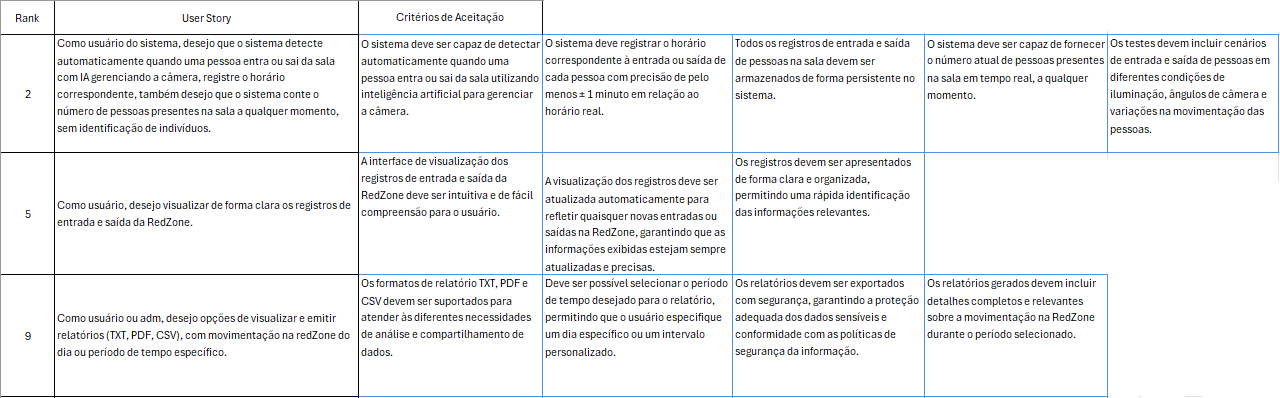 Rank
User Story
Critérios de Aceitação
2
Como usuário do sistema, desejo que o sistema detecte
automaticamente quando uma pessoa entra ou sai da sala
com IA gerenciando a câmera, registre o horário
correspondente, também desejo que o sistema conte o
número de pessoas presentes na sala a qualquer momento,
sem identificação de indivíduos.
O sistema deve ser capaz de detectar
automaticamente quando uma
pessoa entra ou sai da sala utilizando
inteligência artificial para gerenciar
a câmera.
O sistema deve registrar o horário
correspondente à entrada ou saída de
cada pessoa com precisão de pelo
menos ± 1 minuto em relação ao
horário real.
Todos os registros de entrada e saída
de pessoas na sala devem ser
armazenados de forma persistente no
sistema.
O sistema deve ser capaz de fornecer
o número atual de pessoas presentes
na sala em tempo real, a qualquer
momento.
Os testes devem incluir cenários
de entrada e saída de pessoas em
diferentes condições de
iluminação, ângulos de câmera e
variações na movimentação das
pessoas.
5
Como usuário, desejo visualizar de forma clara os registros de
entrada e saída da RedZone.
A interface de visualização dos
registros de entrada e saída da
RedZone deve ser intuitiva e de fácil
compreensão para o usuário.
A visualização dos registros deve ser
atualizada automaticamente para
refletir quaisquer novas entradas ou
saídas na RedZone, garantindo que as
informações exibidas estejam sempre
atualizadas e precisas.
Os registros devem ser apresentados
de forma clara e organizada,
permitindo uma rápida identificação
das informações relevantes.
9
Como usuário ou adm, desejo opções de visualizar e emitir
relatórios (TXT, PDF, CSV), com movimentação na redZone do
dia ou período de tempo específico.
Os formatos de relatório TXT, PDF e
CSV devem ser suportados para
atender às diferentes necessidades
de análise e compartilhamento de
dados.
Deve ser possível selecionar o período
de tempo desejado para o relatório,
permitindo que o usuário especifique
um dia específico ou um intervalo
personalizado.
Os relatórios devem ser exportados
com segurança, garantindo a proteção
adequada dos dados sensíveis e
conformidade com as políticas de
segurança da informação.
Os relatórios gerados devem incluir
detalhes completos e relevantes
sobre a movimentação na RedZone
durante o período selecionado.